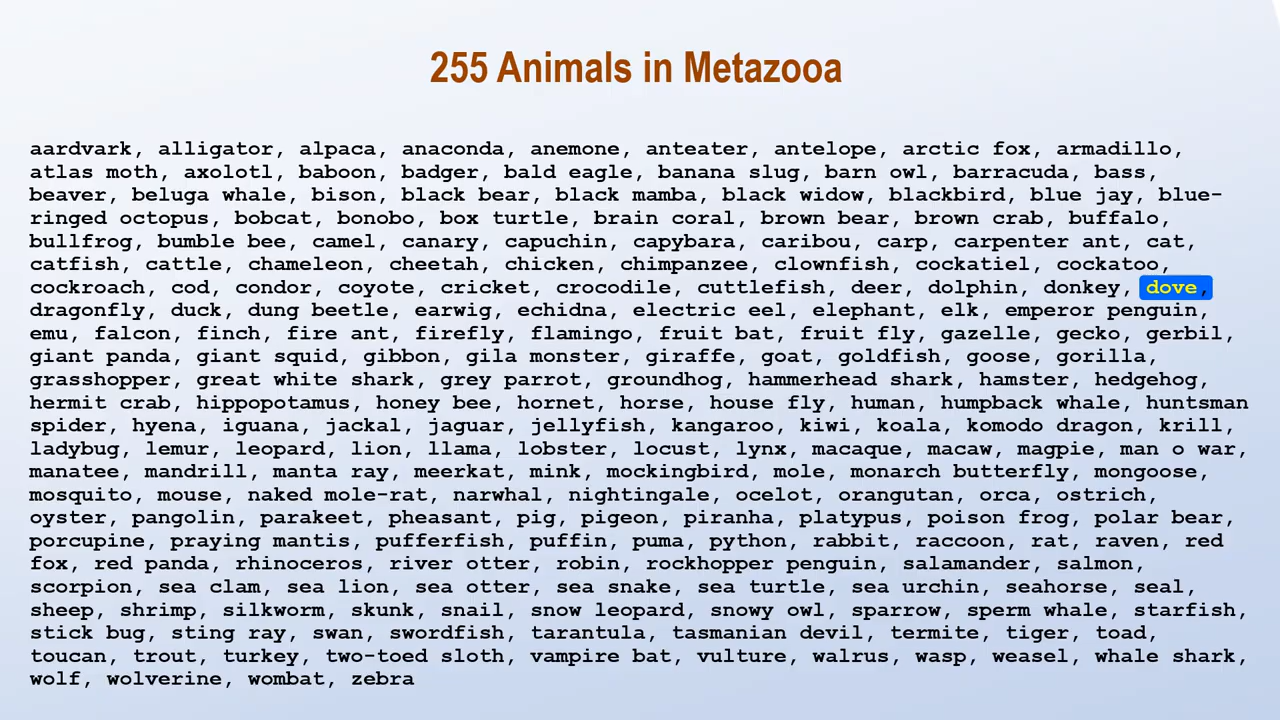 255 Animals in Metazooa
aardvark, alligator, alpaca, anaconda, anemone, anteater, antelope, arctic fox, armadillo,
atlas moth, axolotl, baboon, badger, bald eagle, banana slug, barn owl, barracuda, bass,
beaver, beluga whale, bison, black bear, black mamba, black widow, blackbird, blue jay, blue-
ringed octopus, bobcat, bonobo, box turtle, brain coral, brown bear, brown crab, buffalo,
bullfrog, bumble bee, camel, canary, capuchin, capybara, caribou, carp, carpenter ant, cat,
catfish, cattle, chameleon, cheetah, chicken, chimpanzee, clownfish, cockatiel, cockatoo,
cockroach, cod, condor, coyote, cricket, crocodile, cuttlefish, deer, dolphin, donkey, dove,
dragonfly, duck, dung beetle, earwig, echidna, electric eel, elephant, elk, emperor penguin,
emu, falcon, finch, fire ant, firefly, flamingo, fruit bat, fruit fly, gazelle, gecko, gerbil,
giant panda, giant squid, gibbon, gila monster, giraffe, goat, goldfish, goose, gorilla,
grasshopper, great white shark, grey parrot, groundhog, hammerhead shark, hamster, hedgehog,
hermit crab, hippopotamus, honey bee, hornet, horse, house fly, human, humpback whale, huntsman
spider, hyena, iguana, jackal, jaguar, jellyfish, kangaroo, kiwi, koala, komodo dragon, krill,
ladybug, lemur, leopard, lion, llama, lobster, locust, lynx, macaque, macaw, magpie, man o war,
manatee, mandrill, manta ray, meerkat, mink, mockingbird, mole, monarch butterfly, mongoose,
mosquito, mouse, naked mole-rat, narwhal, nightingale, ocelot, orangutan, orca, ostrich,
oyster, pangolin, parakeet, pheasant, pig, pigeon, piranha, platypus, poison frog, polar bear,
porcupine, praying mantis, pufferfish, puffin, puma, python, rabbit, raccoon, rat, raven, red
fox, red panda, rhinoceros, river otter, robin, rockhopper penguin, salamander, salmon,
scorpion, sea clam, sea lion, sea otter, sea snake, sea turtle, sea urchin, seahorse, seal,
sheep, shrimp, silkworm, skunk, snail, snow leopard, snowy owl, sparrow, sperm whale, starfish,
stick bug, sting ray, swan, swordfish, tarantula, tasmanian devil, termite, tiger, toad,
toucan, trout, turkey, two-toed sloth, vampire bat, vulture, walrus, wasp, weasel, whale shark,
wolf, wolverine, wombat, zebra